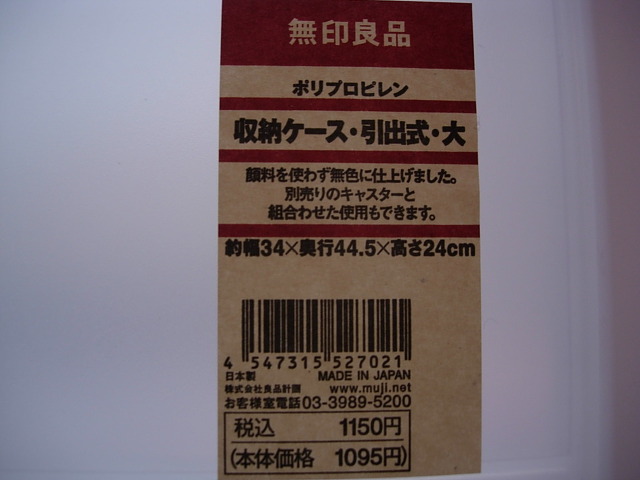 無印良品
ポリプロピレン
収納ケース・引出式・大
顔料を使わず無色に仕上げました。
別売りのキャスターと
組合わせた使用もできます。
約幅34×奥行44.5×高さ24cm
4 547315 527021
日本製 MADE IN JAPAN
株式会社良品計画 www.muji.net
お客様室電話03-3989-5200
税込 1150円
(本体価格 1095円)